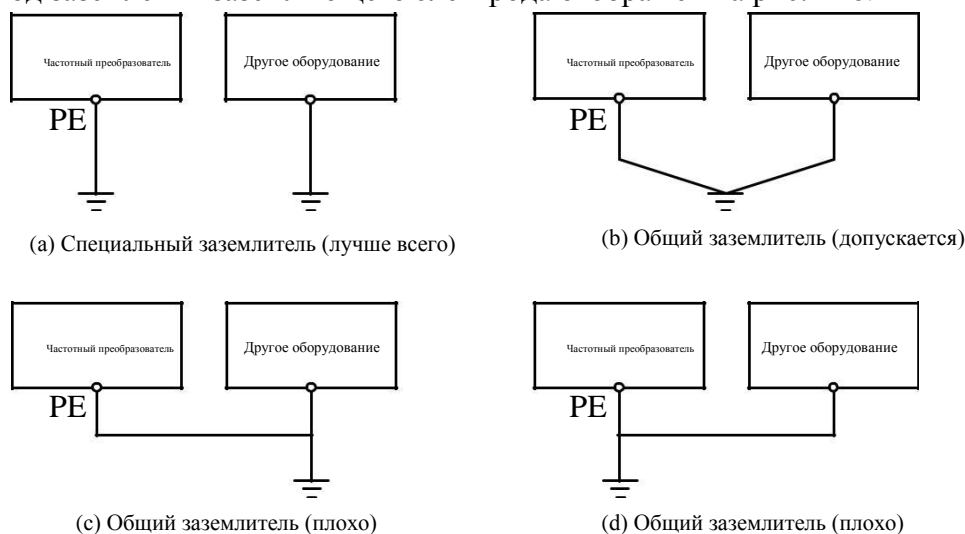 Частотный преобразователь
Другое оборудование
PE
(a) Специальный заземлитель (лучше всего)
Частотный преобразователь
Другое оборудование
PE
(b) Общий заземлитель (допускается)
Частотный преобразователь
Другое оборудование
PE
(c) Общий заземлитель (плохо)
Частотный преобразователь
Другое оборудование
PE
(d) Общий заземлитель (плохо)